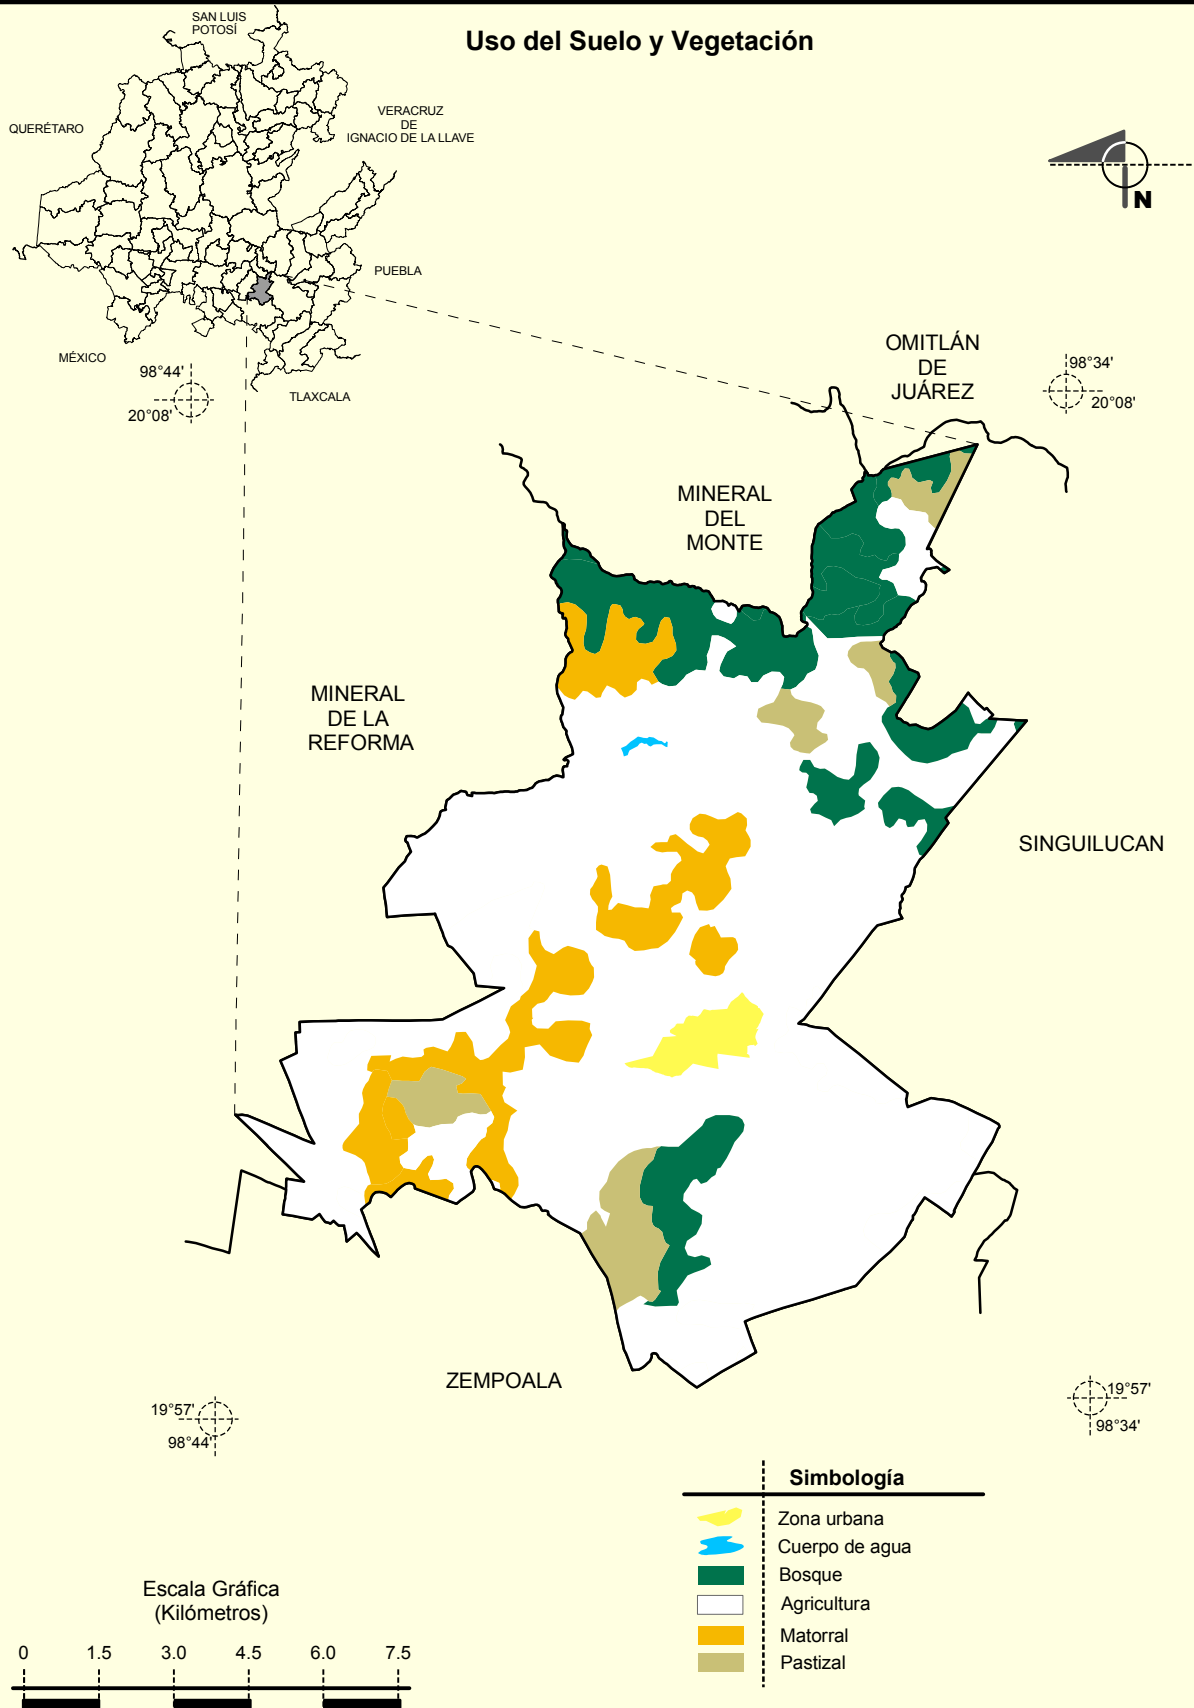 Uso del Suelo y Vegetación
SAN LUIS
POTOSÍ
QUERÉTARO
VERACRUZ
DE
IGNACIO DE LA LLAVE
PUEBLA
MÉXICO
TLAXCALA
N
98°44'
20°08'
98°34'
20°08'
OMITLÁN
DE
JUÁREZ
MINERAL
DEL
MONTE
MINERAL
DE LA
REFORMA
SINGUILUCAN
ZEMPOALA
19°57'
98°44'
19°57'
98°34'
Simbología
Zona urbana
Cuerpo de agua
Bosque
Agricultura
Matorral
Pastizal
Escala Gráfica
(Kilómetros)
0 1.5 3.0 4.5 6.0 7.5